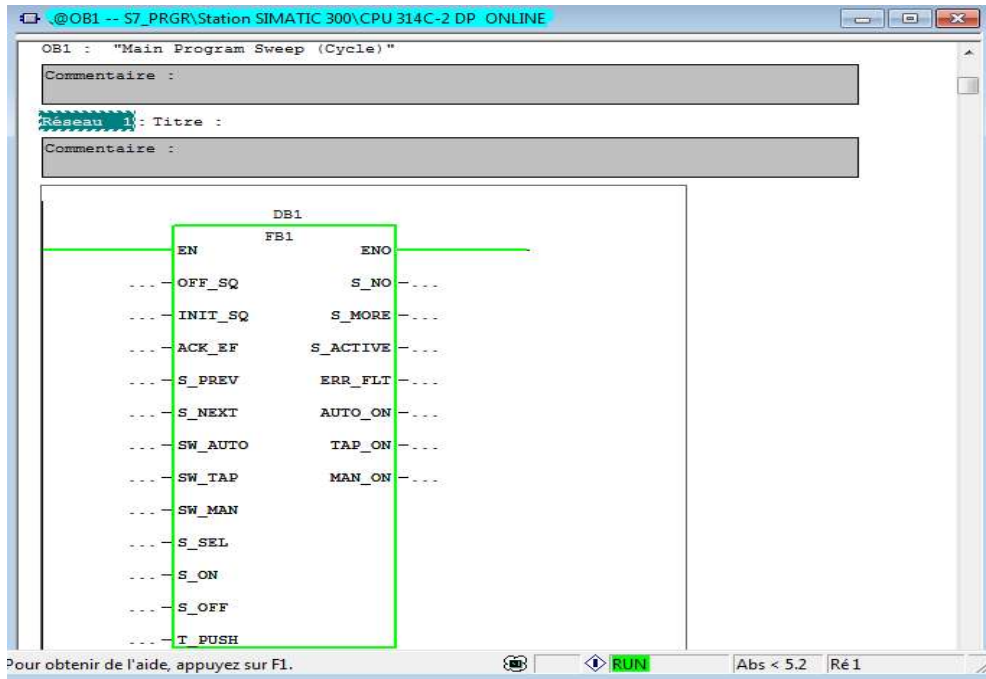 .@OB1 -- S7_PRGR\Station SIMATIC 300\CPU 314C-2 DP ONLINE
OB1 : "Main Program Sweep (Cycle)"
Commentaire :
Réseau 1: Titre :
Commentaire :
DB1
FB1
EN ENO
... OFF_SQ S_NO ...
... INIT_SQ S_MORE ...
... ACK_EF S_ACTIVE ...
... S_PREV ERR_FLT ...
... S_NEXT AUTO_ON ...
... SW_AUTO TAP_ON ...
... SW_TAP MAN_ON ...
... SW_MAN
... S_SEL
... S_ON
... S_OFF
... T_PUSH
Pour obtenir de l'aide, appuyez sur F1. RUN Abs < 5.2 Ré 1